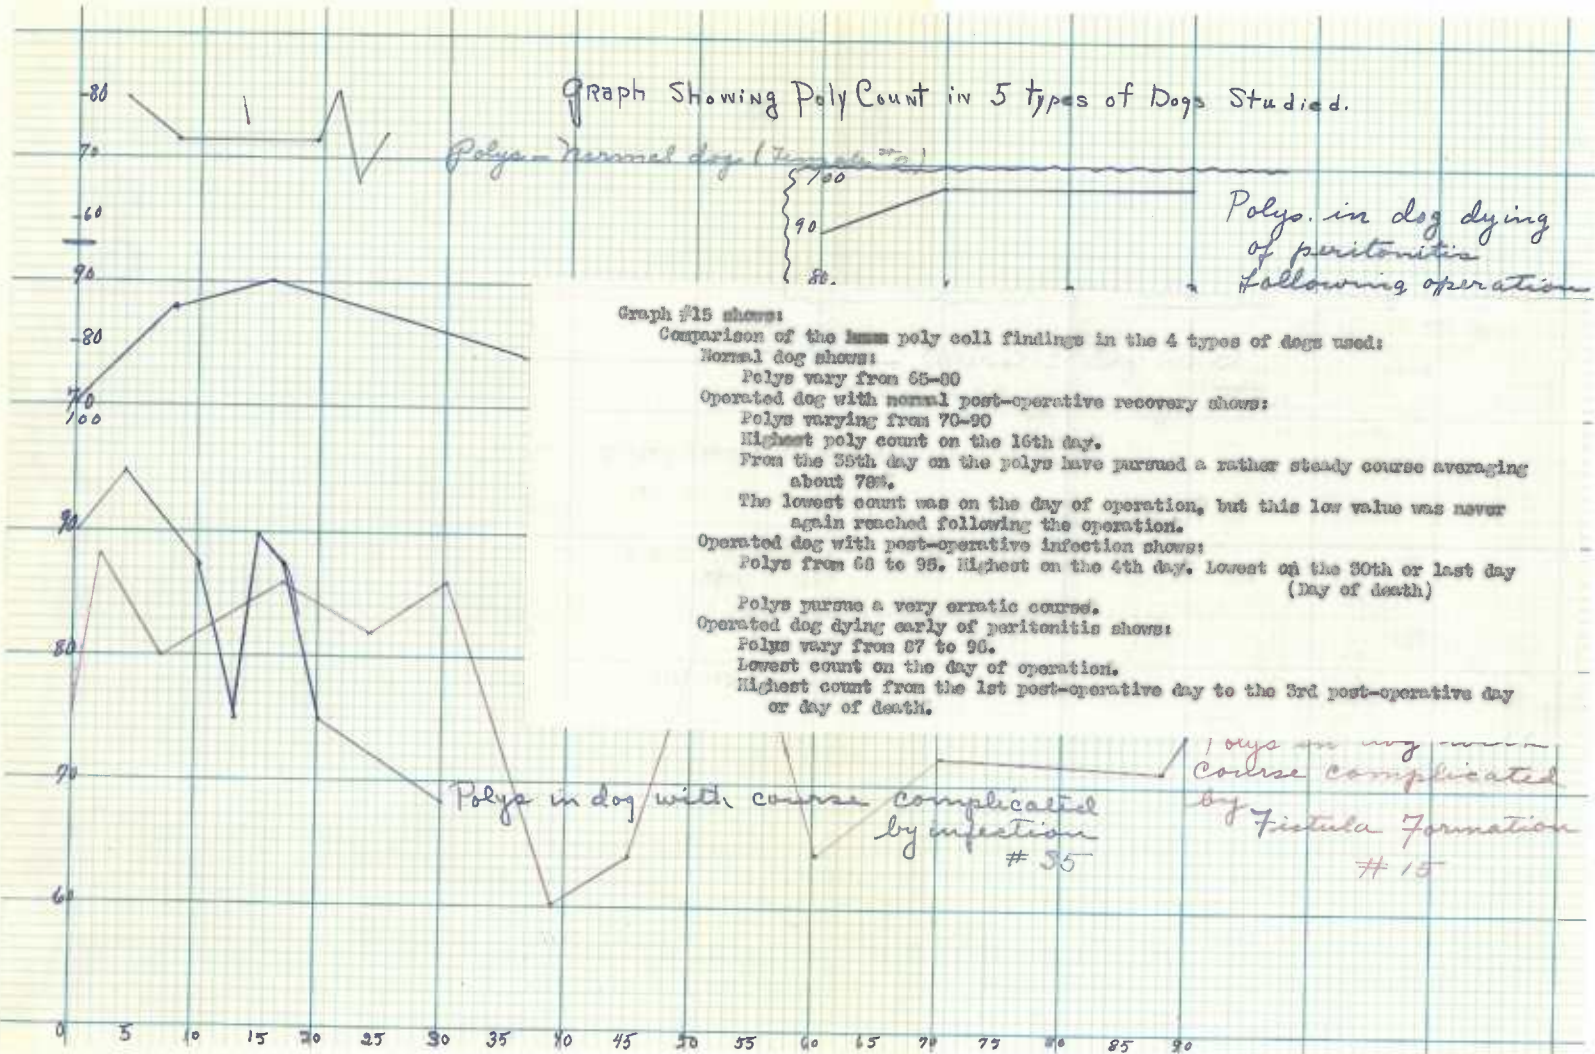 Graph Showing Poly Count in 5 types of Dogs Studied.
80
70
60
Polys - Normal dog (Female #2)
100
90
80.
Polys. in dog dying
of peritonitis
following operation
90
80
70
100
90
80
70
60
Graph #15 shows:
Comparison of the poly cell findings in the 4 types of dogs used:
Normal dog shows:
Polys vary from 65-80
Operated dog with normal post-operative recovery shows:
Polys varying from 70-90
Highest poly count on the 16th day.
From the 35th day on the polys have pursued a rather steady course averaging
about 78%.
The lowest count was on the day of operation, but this low value was never
again reached following the operation.
Operated dog with post-operative infection shows:
Polys from 68 to 95. Highest on the 4th day. Lowest on the 30th or last day
(Day of death)
Polys pursue a very erratic course.
Operated dog dying early of peritonitis shows:
Polys vary from 87 to 96.
Lowest count on the day of operation.
Highest count from the 1st post-operative day to the 3rd post-operative day
or day of death.
Polys in dog with course complicated
by infection
# 35
Polys in dog with
course complicated
by
Fistula Formation
# 15
0 5 10 15 20 25 30 35 40 45 50 55 60 65 70 75 80 85 90